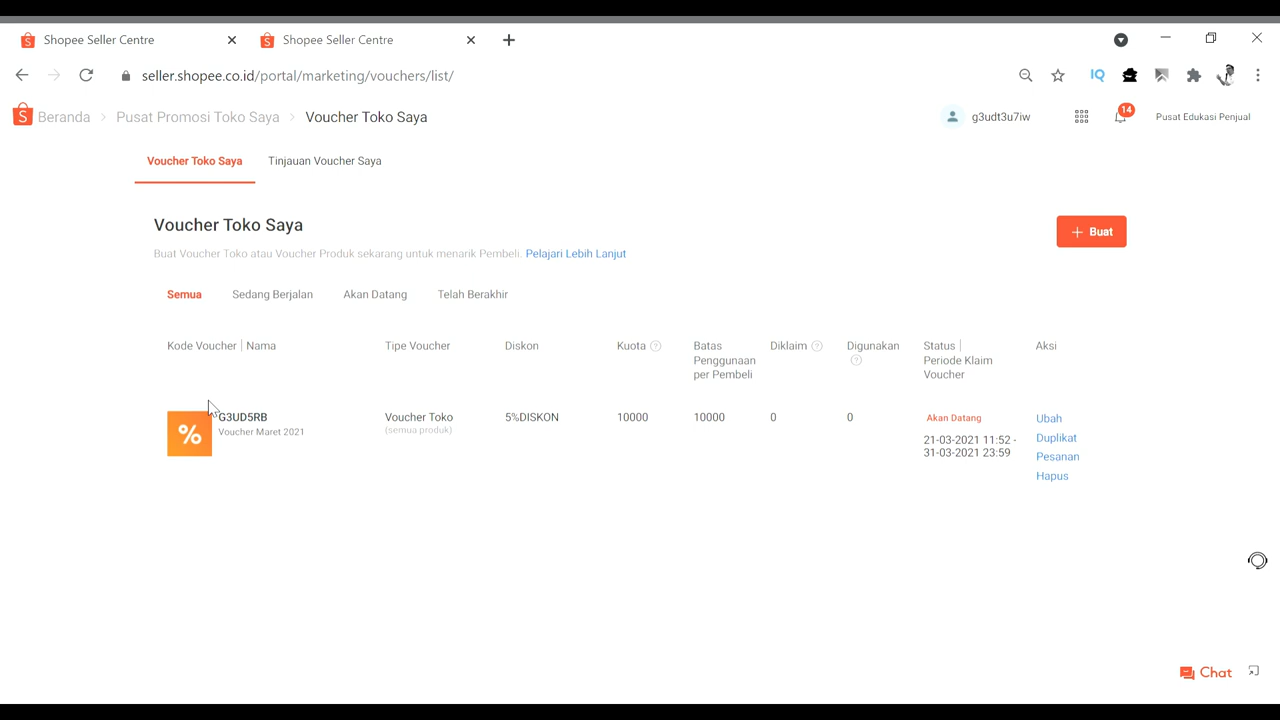 Shopee Seller Centre
Shopee Seller Centre
seller.shopee.co.id/portal/marketing/vouchers/list/
IQ
Beranda > Pusat Promosi Toko Saya > Voucher Toko Saya
g3udt3u7iw
14
Pusat Edukasi Penjual
Voucher Toko Saya
Tinjauan Voucher Saya
Voucher Toko Saya
+ Buat
Buat Voucher Toko atau Voucher Produk sekarang untuk menarik Pembeli. Pelajari Lebih Lanjut
Semua
Sedang Berjalan
Akan Datang
Telah Berakhir
Kode Voucher | Nama
Tipe Voucher
Diskon
Kuota
Batas
Penggunaan
per Pembeli
Diklaim
Digunakan
Status |
Periode Klaim
Voucher
Aksi
%
G3UD5RB
Voucher Maret 2021
Voucher Toko
(semua produk)
5%DISKON
10000
10000
0
0
Akan Datang
21-03-2021 11:52 -
31-03-2021 23:59
Ubah
Duplikat
Pesanan
Hapus
Chat